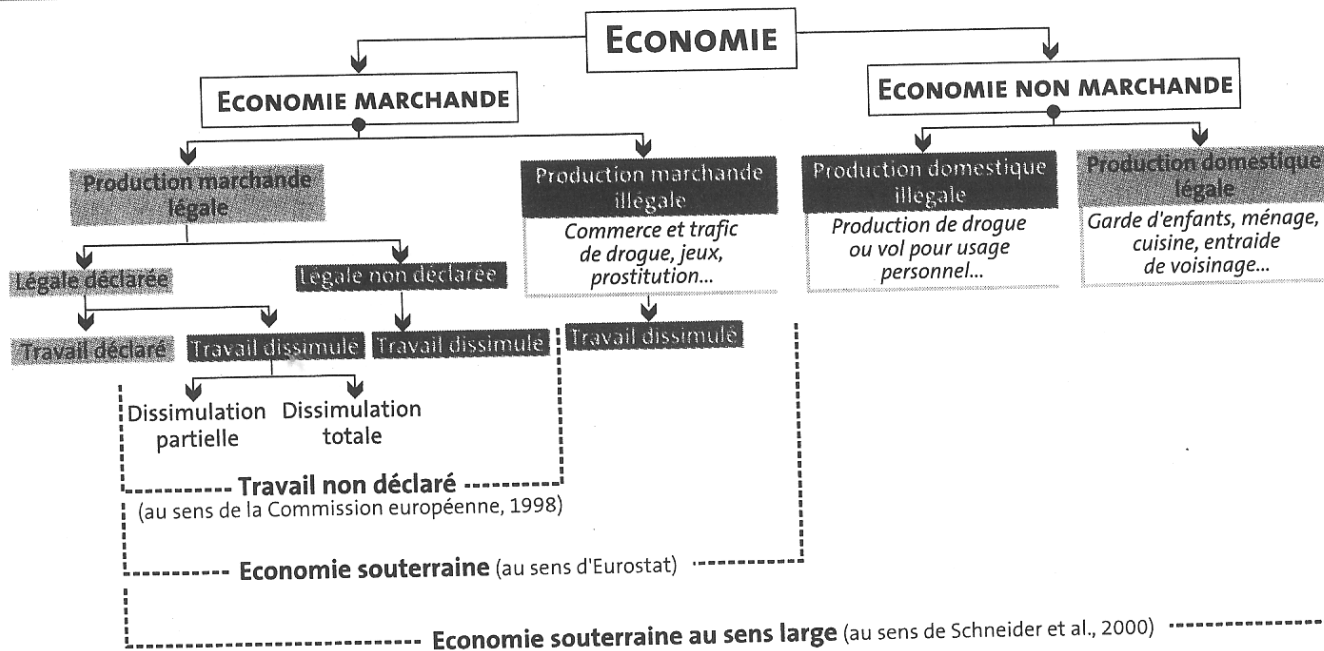 ECONOMIE
ECONOMIE MARCHANDE
ECONOMIE NON MARCHANDE
Production marchande
légale
Production marchande
illégale
Commerce et trafic
de drogue, jeux,
prostitution...
Production domestique
illégale
Production de drogue
ou vol pour usage
personnel...
Production domestique
légale
Garde d'enfants, ménage,
cuisine, entraide
de voisinage...
Légale déclarée
Légale non déclarée
Travail déclaré
Travail dissimulé
Travail dissimulé
Travail dissimulé
Dissimulation
partielle
Dissimulation
totale
Travail non déclaré
(au sens de la Commission européenne, 1998)
Economie souterraine (au sens d'Eurostat)
Economie souterraine au sens large (au sens de Schneider et al., 2000)